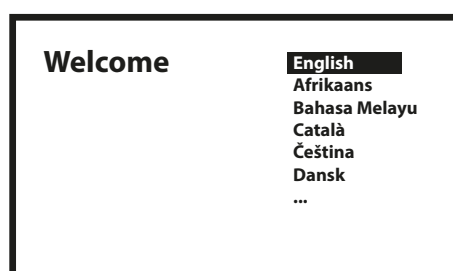 Welcome
English
Afrikaans
Bahasa Melayu
Català
Čeština
Dansk
...